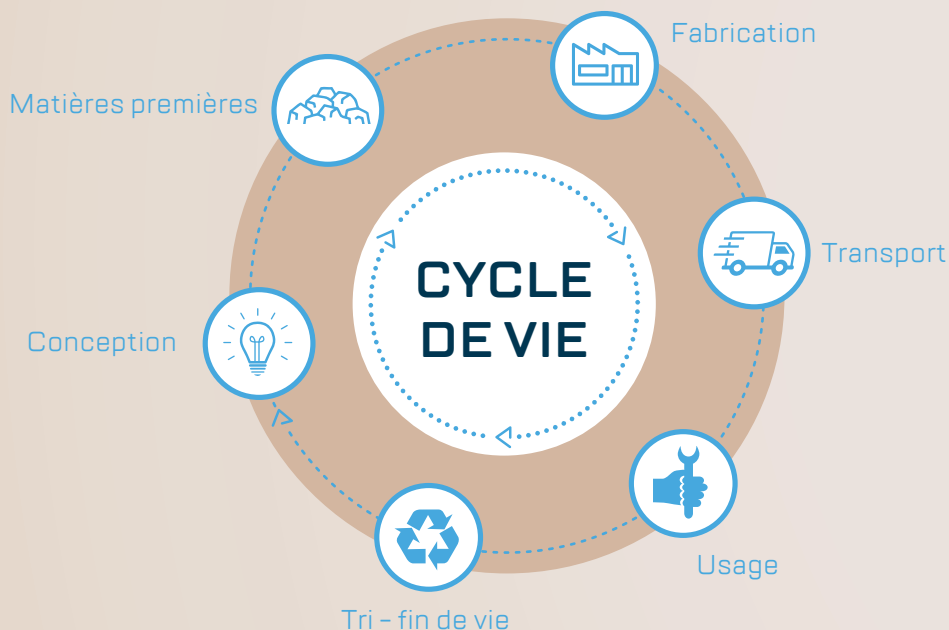 Fabrication
Matières premières
Transport
CYCLE
DE VIE
Conception
Usage
Tri – fin de vie